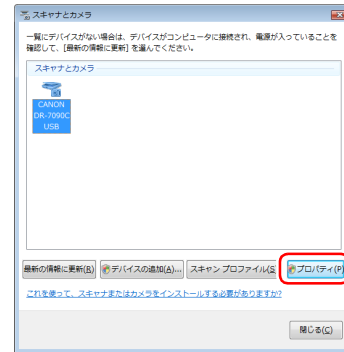 スキャナとカメラ
一覧にデバイスがない場合は、デバイスがコンピュータに接続され、電源が入っていることを
確認して、[最新の情報に更新] を選んでください。
スキャナとカメラ
CANON
DR-7090C
USB
最新の情報に更新(R) デバイスの追加(A)... スキャン プロファイル(S プロパティ(P)
これを使って、スキャナまたはカメラをインストールする必要がありますか?
閉じる(C)